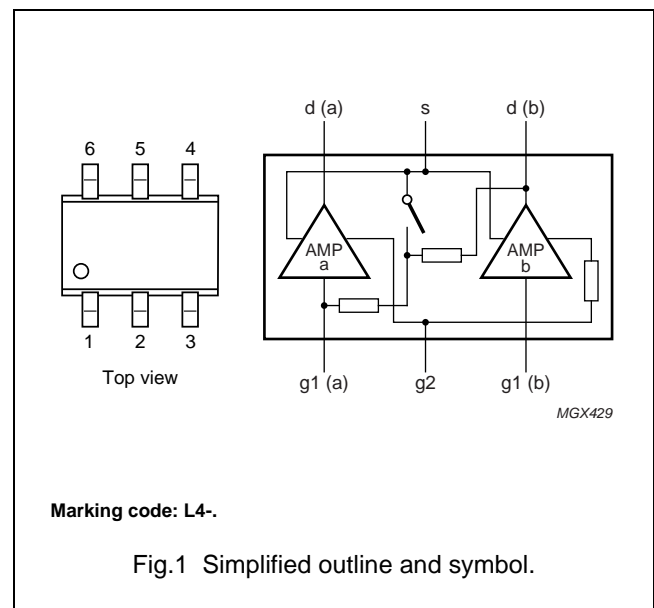 d (a) s d (b)
6 5 4
AMP a
AMP b
1 2 3
Top view
g1 (a) g2 g1 (b)
MGX429
Marking code: L4-.
Fig.1 Simplified outline and symbol.